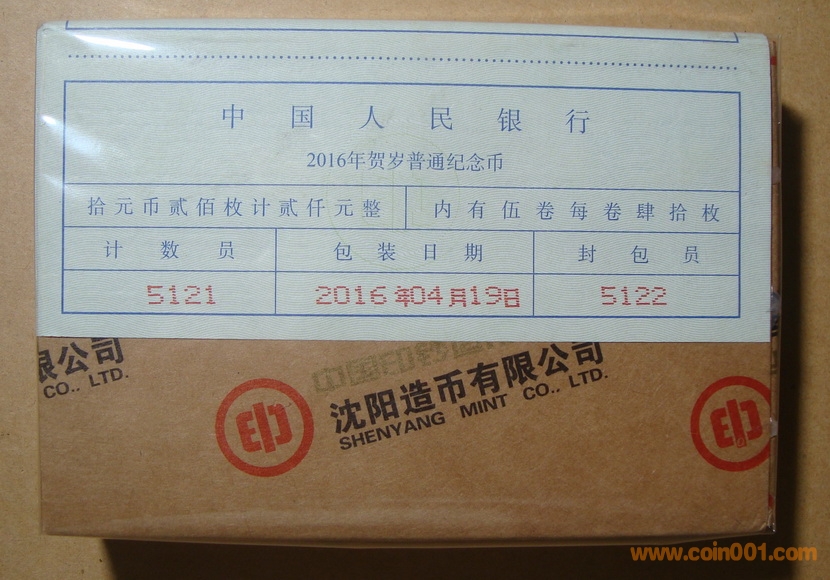 中国人民银行
2016年贺岁普通纪念币
拾元币贰佰枚计贰仟元整 内有伍卷每卷肆拾枚
计数员 包装日期 封包员
5121 2016年04月19日 5122
限公司
CO., LTD.
沈阳造币有限公司
SHENYANG MINT CO., LTD.
www.coin001.com